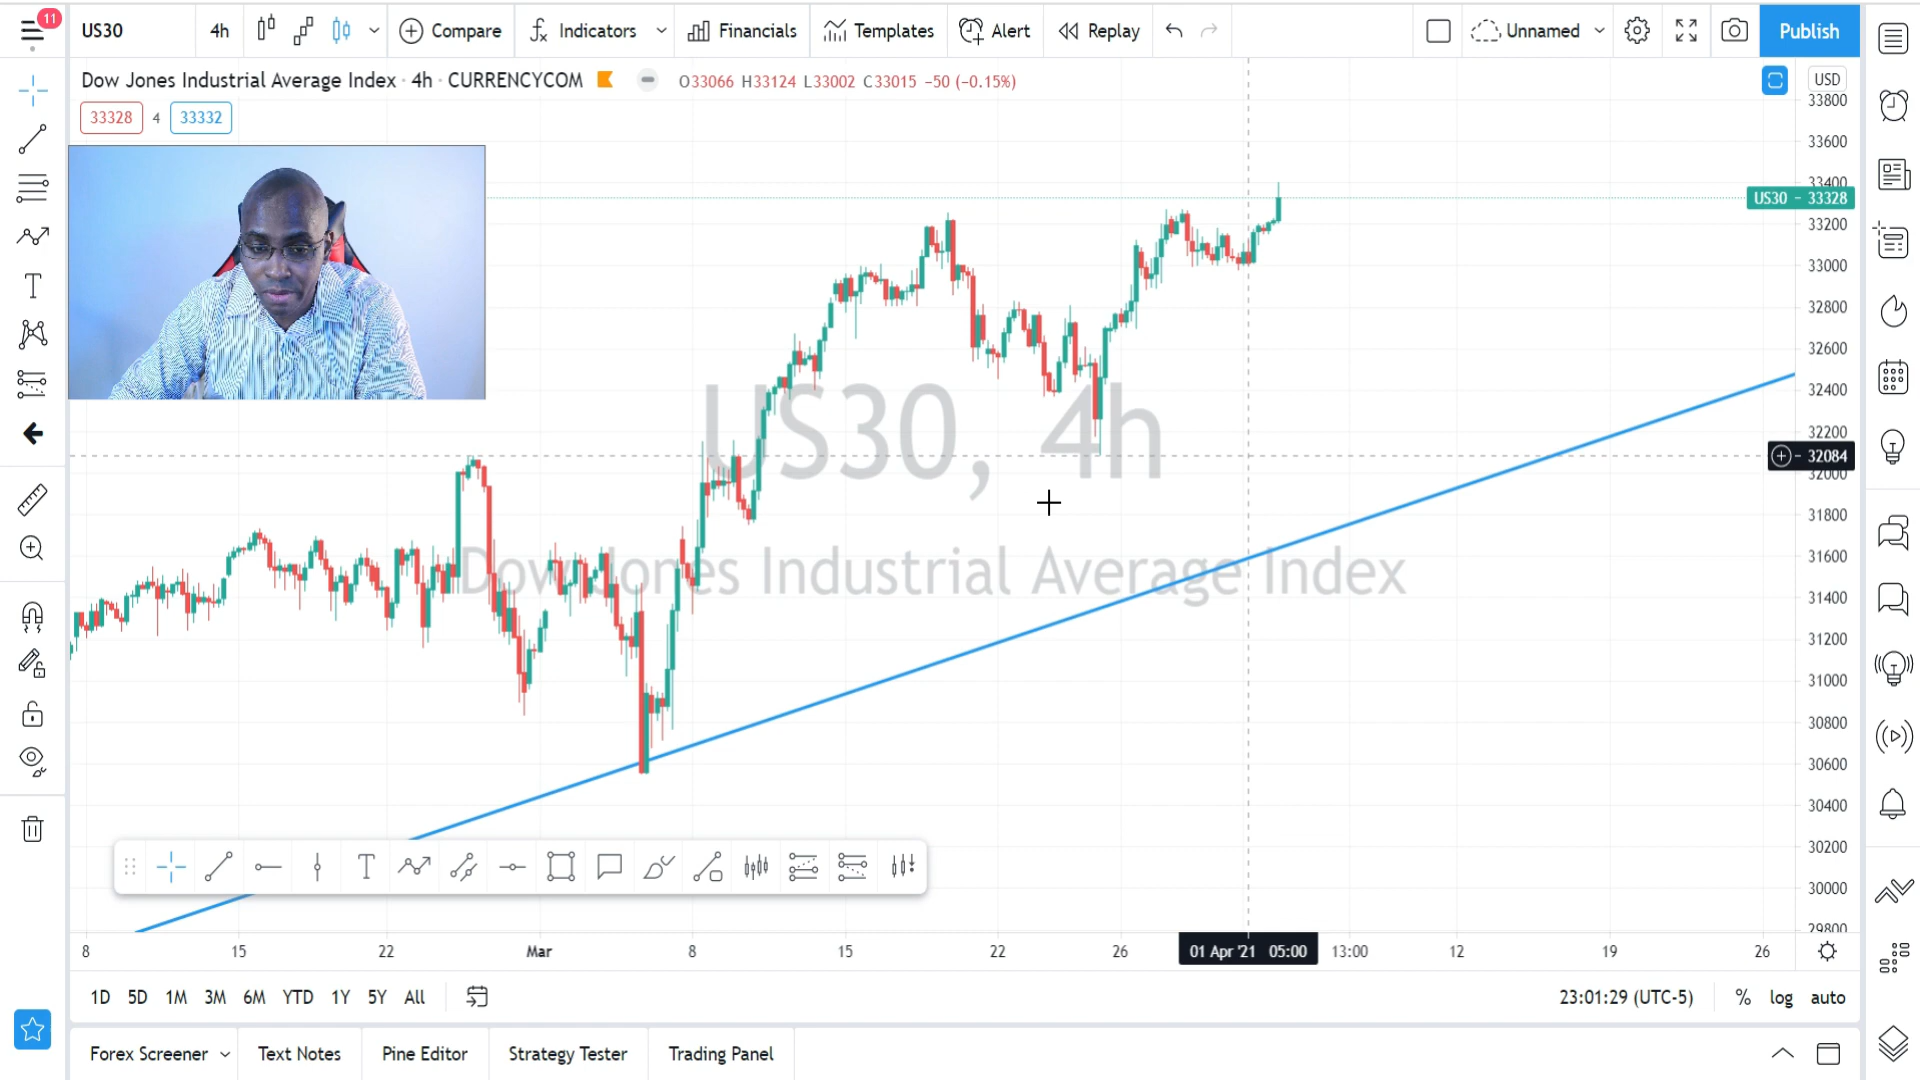 11
US30
4h
Compare
Indicators
Financials
Templates
Alert
Replay
Unnamed
Publish
Dow Jones Industrial Average Index · 4h · CURRENCYCOM
O33066 H33124 L33002 C33015 −50 (−0.15%)
USD
33328 4 33332
33800
33600
33400
US30 − 33328
33200
33000
32800
32600
32400
32200
32084
32000
31800
31600
31400
31200
31000
30800
30600
30400
30200
30000
29800
US30, 4h
Dow Jones Industrial Average Index
8 15 22 Mar 8 15 22 26 01 Apr '21 05:00 13:00 12 19 26
1D 5D 1M 3M 6M YTD 1Y 5Y All
23:01:29 (UTC-5) % log auto
Forex Screener Text Notes Pine Editor Strategy Tester Trading Panel